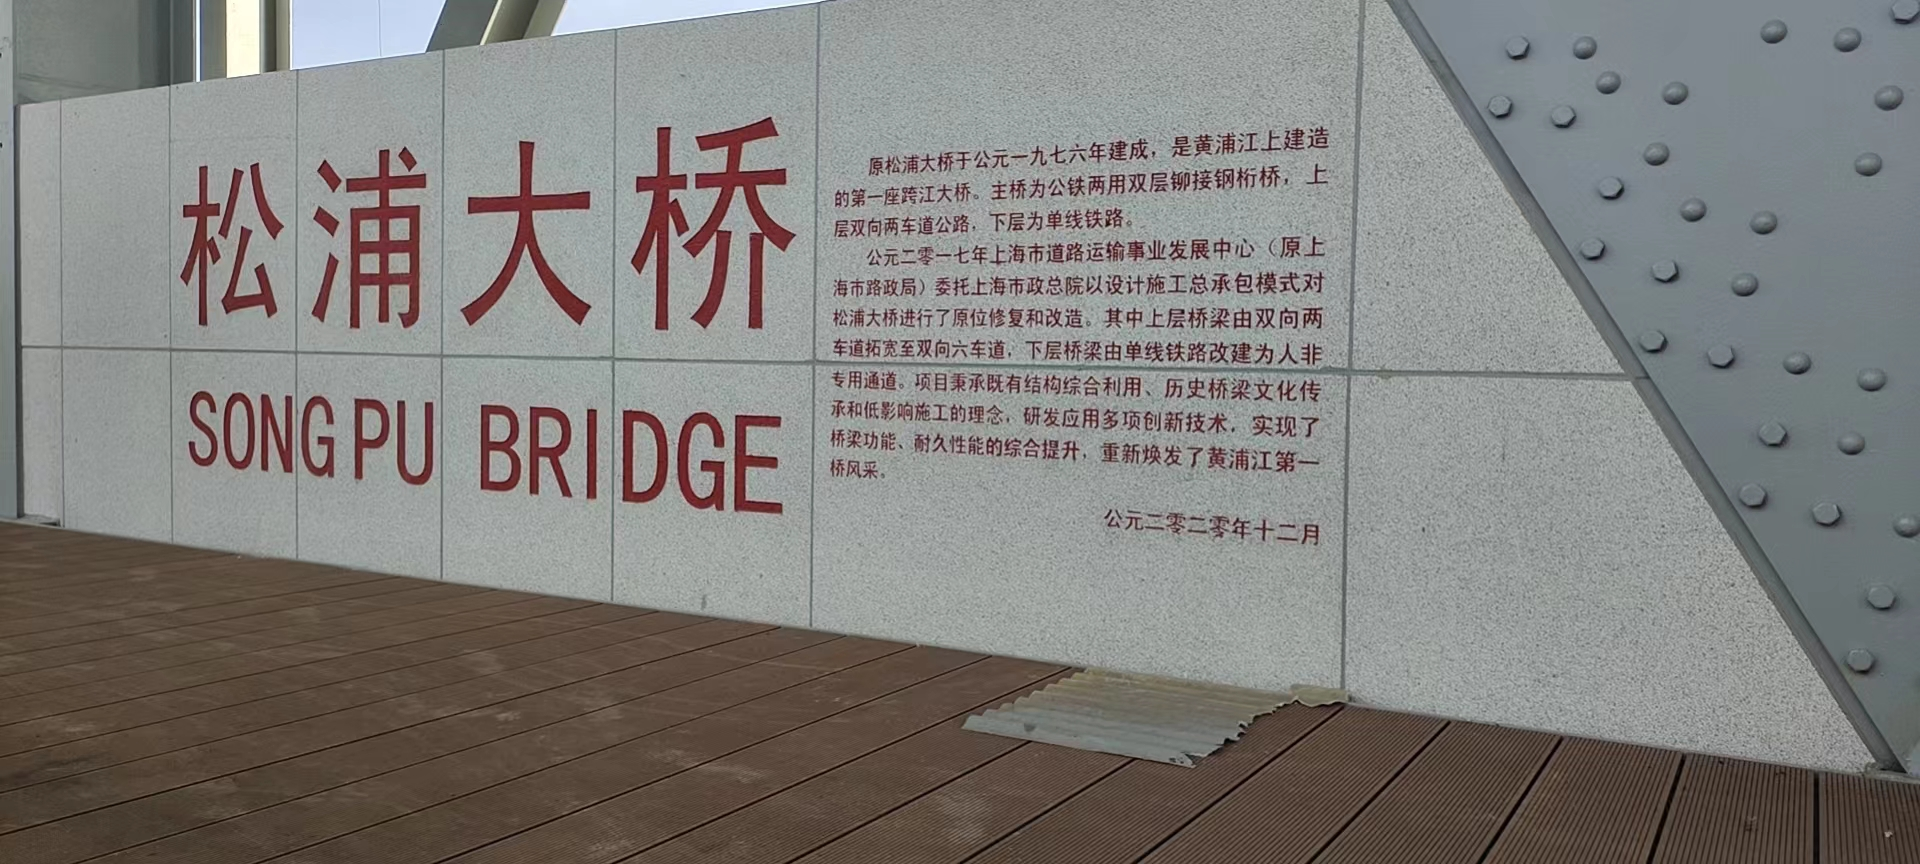 松浦大桥
SONG PU BRIDGE
原松浦大桥于公元一九七六年建成，是黄浦江上建造
的第一座跨江大桥。主桥为公铁两用双层铆接钢桁桥，上
层双向两车道公路，下层为单线铁路。
公元二零一七年上海市道路运输事业发展中心（原上
海市路政局）委托上海市政总院以设计施工总承包模式对
松浦大桥进行了原位修复和改造。其中上层桥梁由双向两
车道拓宽至双向六车道，下层桥梁由单线铁路改建为人非
专用通道。项目秉承既有结构综合利用、历史桥梁文化传
承和低影响施工的理念，研发应用多项创新技术，实现了
桥梁功能、耐久性能的综合提升，重新焕发了黄浦江第一
桥风采。
公元二零二零年十二月